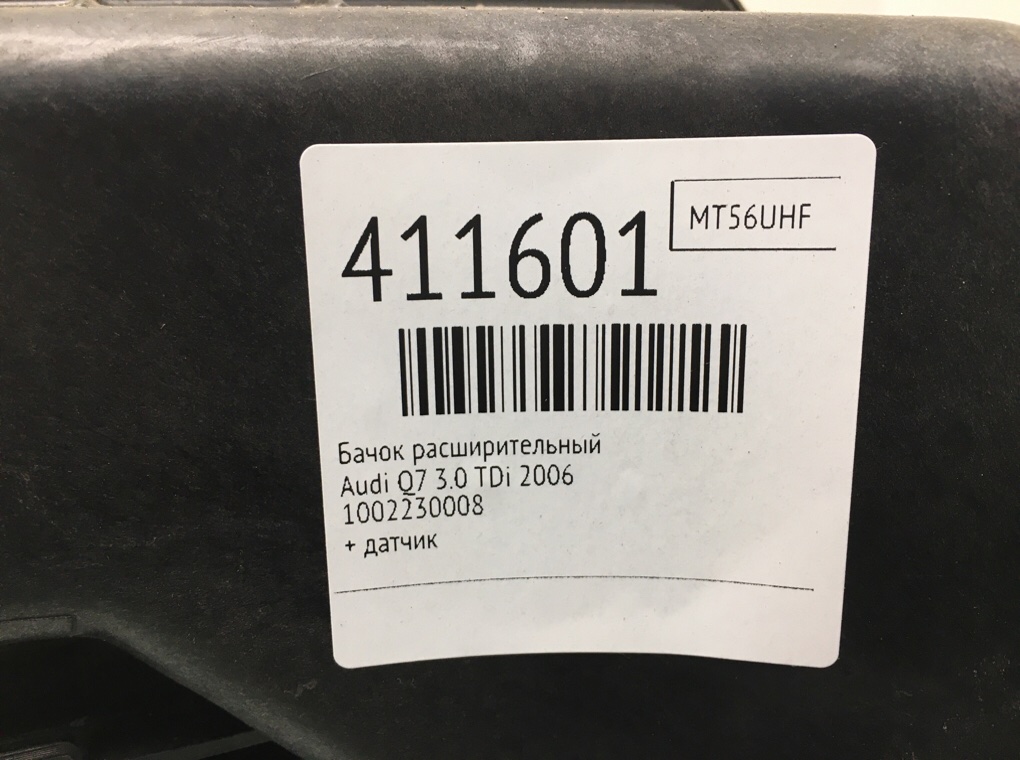 411601
MT56UHF
Бачок расширительный
Audi Q7 3.0 TDi 2006
1002230008
+ датчик